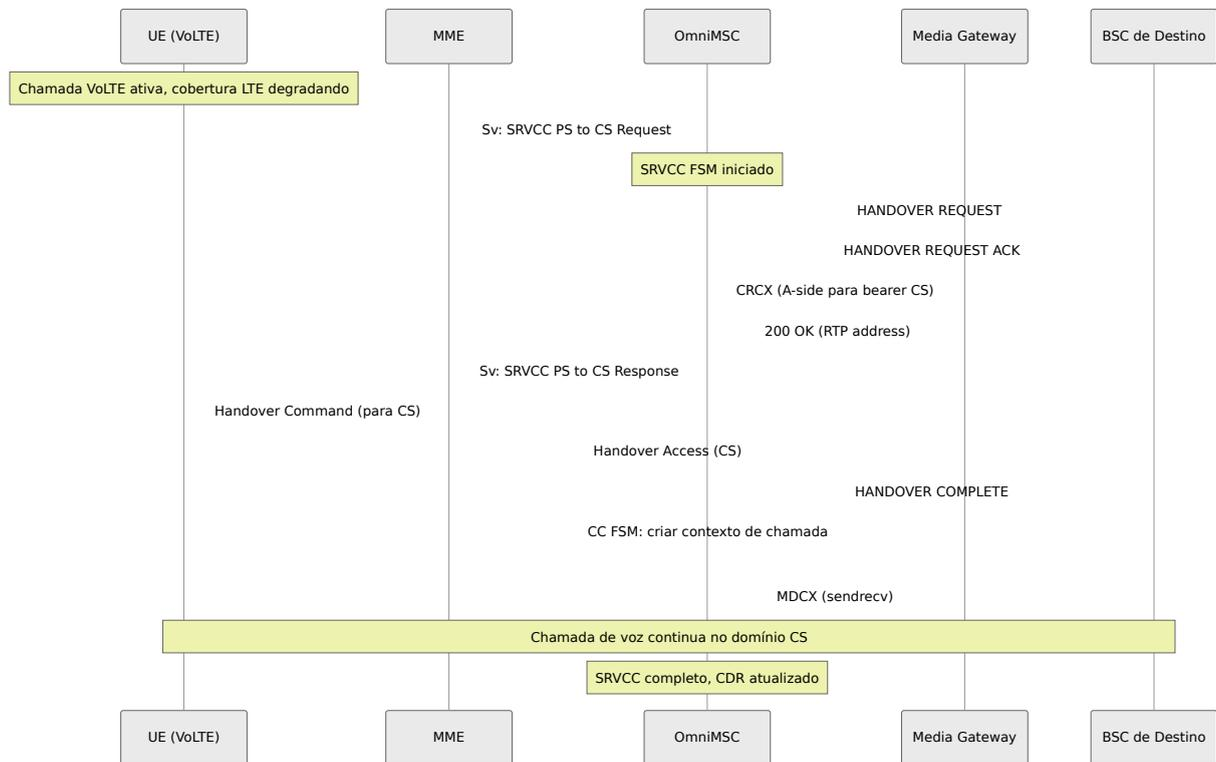 UE (VoLTE)
MME
OmniMSC
Media Gateway
BSC de Destino
Chamada VoLTE ativa, cobertura LTE degradando
Sv: SRVCC PS to CS Request
SRVCC FSM iniciado
HANDOVER REQUEST
HANDOVER REQUEST ACK
CRCX (A-side para bearer CS)
200 OK (RTP address)
Sv: SRVCC PS to CS Response
Handover Command (para CS)
Handover Access (CS)
HANDOVER COMPLETE
CC FSM: criar contexto de chamada
MDCX (sendrecv)
Chamada de voz continua no domínio CS
SRVCC completo, CDR atualizado
UE (VoLTE)
MME
OmniMSC
Media Gateway
BSC de Destino